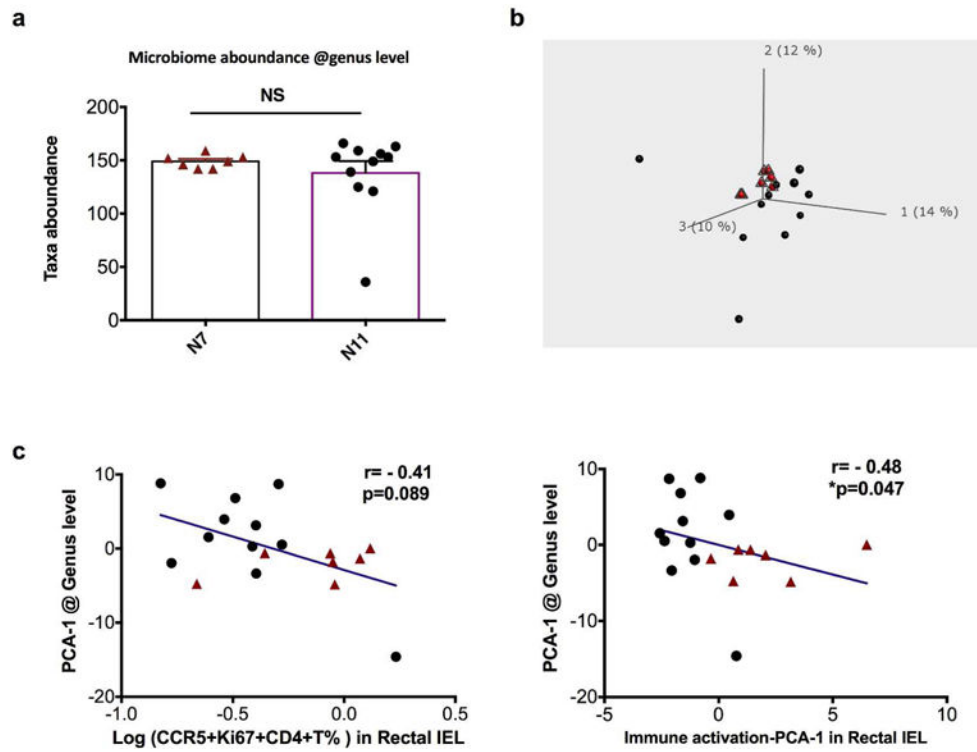 a
Microbiome aboundance @genus level
NS
Taxa aboundance
200
150
100
50
0
N7
N11
b
2 (12 %)
1 (14 %)
3 (10 %)
c
r= - 0.41
p=0.089
PCA-1 @ Genus level
10
0
-10
-20
-1.0
-0.5
0.0
0.5
Log (CCR5+Ki67+CD4+T% ) in Rectal IEL
r= - 0.48
*p=0.047
PCA-1 @ Genus level
10
0
-10
-20
-5
0
5
10
Immune activation-PCA-1 in Rectal IEL